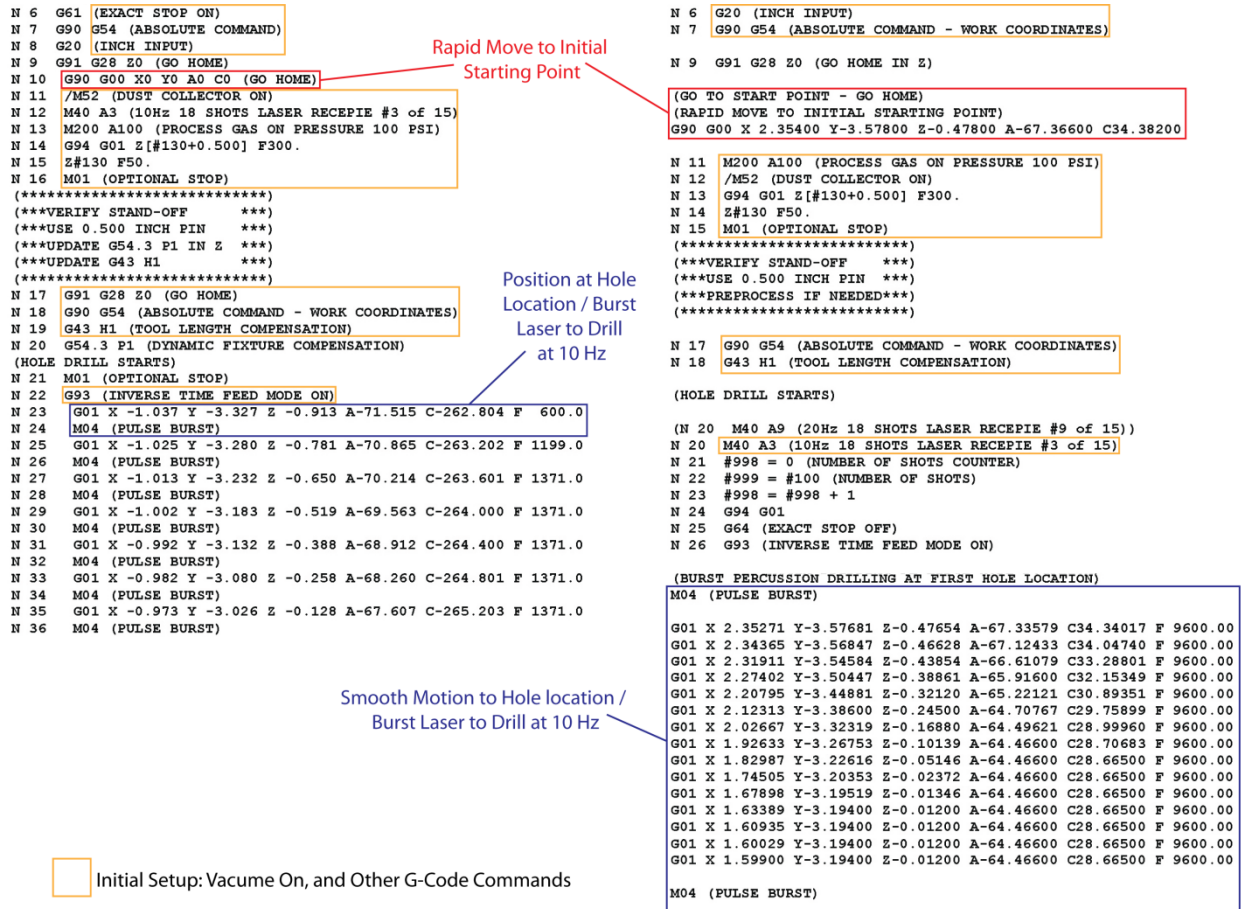 N 6 G61 (EXACT STOP ON)
N 7 G90 G54 (ABSOLUTE COMMAND)
N 8 G20 (INCH INPUT)
N 9 G91 G28 Z0 (GO HOME)
N 10 G90 G00 X0 Y0 A0 C0 (GO HOME)
N 11 /M52 (DUST COLLECTOR ON)
N 12 M40 A3 (10Hz 18 SHOTS LASER RECEPIE #3 of 15)
N 13 M200 A100 (PROCESS GAS ON PRESSURE 100 PSI)
N 14 G94 G01 Z[#130+0.500] F300.
N 15 Z#130 F50.
N 16 M01 (OPTIONAL STOP)
(****************************)
(***VERIFY STAND-OFF ***)
(***USE 0.500 INCH PIN ***)
(***UPDATE G54.3 P1 IN Z ***)
(***UPDATE G43 H1 ***)
(****************************)
N 17 G91 G28 Z0 (GO HOME)
N 18 G90 G54 (ABSOLUTE COMMAND - WORK COORDINATES)
N 19 G43 H1 (TOOL LENGTH COMPENSATION)
N 20 G54.3 P1 (DYNAMIC FIXTURE COMPENSATION)
(HOLE DRILL STARTS)
N 21 M01 (OPTIONAL STOP)
N 22 G93 (INVERSE TIME FEED MODE ON)
N 23 G01 X -1.037 Y -3.327 Z -0.913 A-71.515 C-262.804 F 600.0
N 24 M04 (PULSE BURST)
N 25 G01 X -1.025 Y -3.280 Z -0.781 A-70.865 C-263.202 F 1199.0
N 26 M04 (PULSE BURST)
N 27 G01 X -1.013 Y -3.232 Z -0.650 A-70.214 C-263.601 F 1371.0
N 28 M04 (PULSE BURST)
N 29 G01 X -1.002 Y -3.183 Z -0.519 A-69.563 C-264.000 F 1371.0
N 30 M04 (PULSE BURST)
N 31 G01 X -0.992 Y -3.132 Z -0.388 A-68.912 C-264.400 F 1371.0
N 32 M04 (PULSE BURST)
N 33 G01 X -0.982 Y -3.080 Z -0.258 A-68.260 C-264.801 F 1371.0
N 34 M04 (PULSE BURST)
N 35 G01 X -0.973 Y -3.026 Z -0.128 A-67.607 C-265.203 F 1371.0
N 36 M04 (PULSE BURST)
Rapid Move to Initial
Starting Point
Position at Hole
Location / Burst
Laser to Drill
at 10 Hz
Smooth Motion to Hole location /
Burst Laser to Drill at 10 Hz
N 6 G20 (INCH INPUT)
N 7 G90 G54 (ABSOLUTE COMMAND - WORK COORDINATES)
N 9 G91 G28 Z0 (GO HOME IN Z)
(GO TO START POINT - GO HOME)
(RAPID MOVE TO INITIAL STARTING POINT)
G90 G00 X 2.35400 Y-3.57800 Z-0.47800 A-67.36600 C34.38200
N 11 M200 A100 (PROCESS GAS ON PRESSURE 100 PSI)
N 12 /M52 (DUST COLLECTOR ON)
N 13 G94 G01 Z[#130+0.500] F300.
N 14 Z#130 F50.
N 15 M01 (OPTIONAL STOP)
(**************************)
(***VERIFY STAND-OFF ***)
(***USE 0.500 INCH PIN ***)
(***PREPROCESS IF NEEDED***)
(**************************)
N 17 G90 G54 (ABSOLUTE COMMAND - WORK COORDINATES)
N 18 G43 H1 (TOOL LENGTH COMPENSATION)
(HOLE DRILL STARTS)
(N 20 M40 A9 (20Hz 18 SHOTS LASER RECEPIE #9 of 15))
N 20 M40 A3 (10Hz 18 SHOTS LASER RECEPIE #3 of 15)
N 21 #998 = 0 (NUMBER OF SHOTS COUNTER)
N 22 #999 = #100 (NUMBER OF SHOTS)
N 23 #998 = #998 + 1
N 24 G94 G01
N 25 G64 (EXACT STOP OFF)
N 26 G93 (INVERSE TIME FEED MODE ON)
(BURST PERCUSSION DRILLING AT FIRST HOLE LOCATION)
M04 (PULSE BURST)
G01 X 2.35271 Y-3.57681 Z-0.47654 A-67.33579 C34.34017 F 9600.00
G01 X 2.34365 Y-3.56847 Z-0.46628 A-67.12433 C34.04740 F 9600.00
G01 X 2.31911 Y-3.54584 Z-0.43854 A-66.61079 C33.28801 F 9600.00
G01 X 2.27402 Y-3.50447 Z-0.38861 A-65.91600 C32.15349 F 9600.00
G01 X 2.20795 Y-3.44881 Z-0.32120 A-65.22121 C30.89351 F 9600.00
G01 X 2.12313 Y-3.38600 Z-0.24500 A-64.70767 C29.75899 F 9600.00
G01 X 2.02667 Y-3.32319 Z-0.16880 A-64.49621 C28.99960 F 9600.00
G01 X 1.92633 Y-3.26753 Z-0.10139 A-64.46600 C28.70683 F 9600.00
G01 X 1.82987 Y-3.22616 Z-0.05146 A-64.46600 C28.66500 F 9600.00
G01 X 1.74505 Y-3.20353 Z-0.02372 A-64.46600 C28.66500 F 9600.00
G01 X 1.67898 Y-3.19519 Z-0.01346 A-64.46600 C28.66500 F 9600.00
G01 X 1.63389 Y-3.19400 Z-0.01200 A-64.46600 C28.66500 F 9600.00
G01 X 1.60935 Y-3.19400 Z-0.01200 A-64.46600 C28.66500 F 9600.00
G01 X 1.60029 Y-3.19400 Z-0.01200 A-64.46600 C28.66500 F 9600.00
G01 X 1.59900 Y-3.19400 Z-0.01200 A-64.46600 C28.66500 F 9600.00
M04 (PULSE BURST)
Initial Setup: Vacume On, and Other G-Code Commands